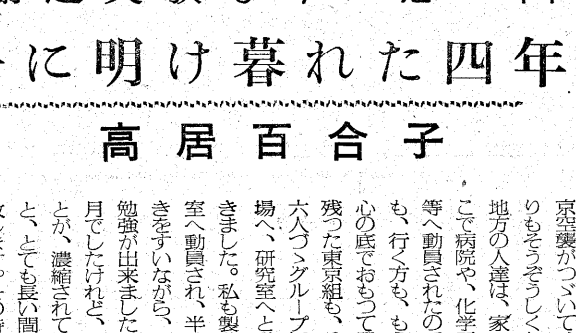 に明け暮れた四年
高居百合子
京空襲がつづいて、
りもそうぞうしく
地方の人達は、家
こで病院や、化学
等へ動員されたの
も、行く方も、も
心の底でおもつて
残つた東京組も、
六人づゝグループ
場へ、研究室へと
きました。私も製
室へ動員され、半
きをすいながら、
勉強が出来ました
月でしたけれど、
とが、濃縮されて
と、とても長い間